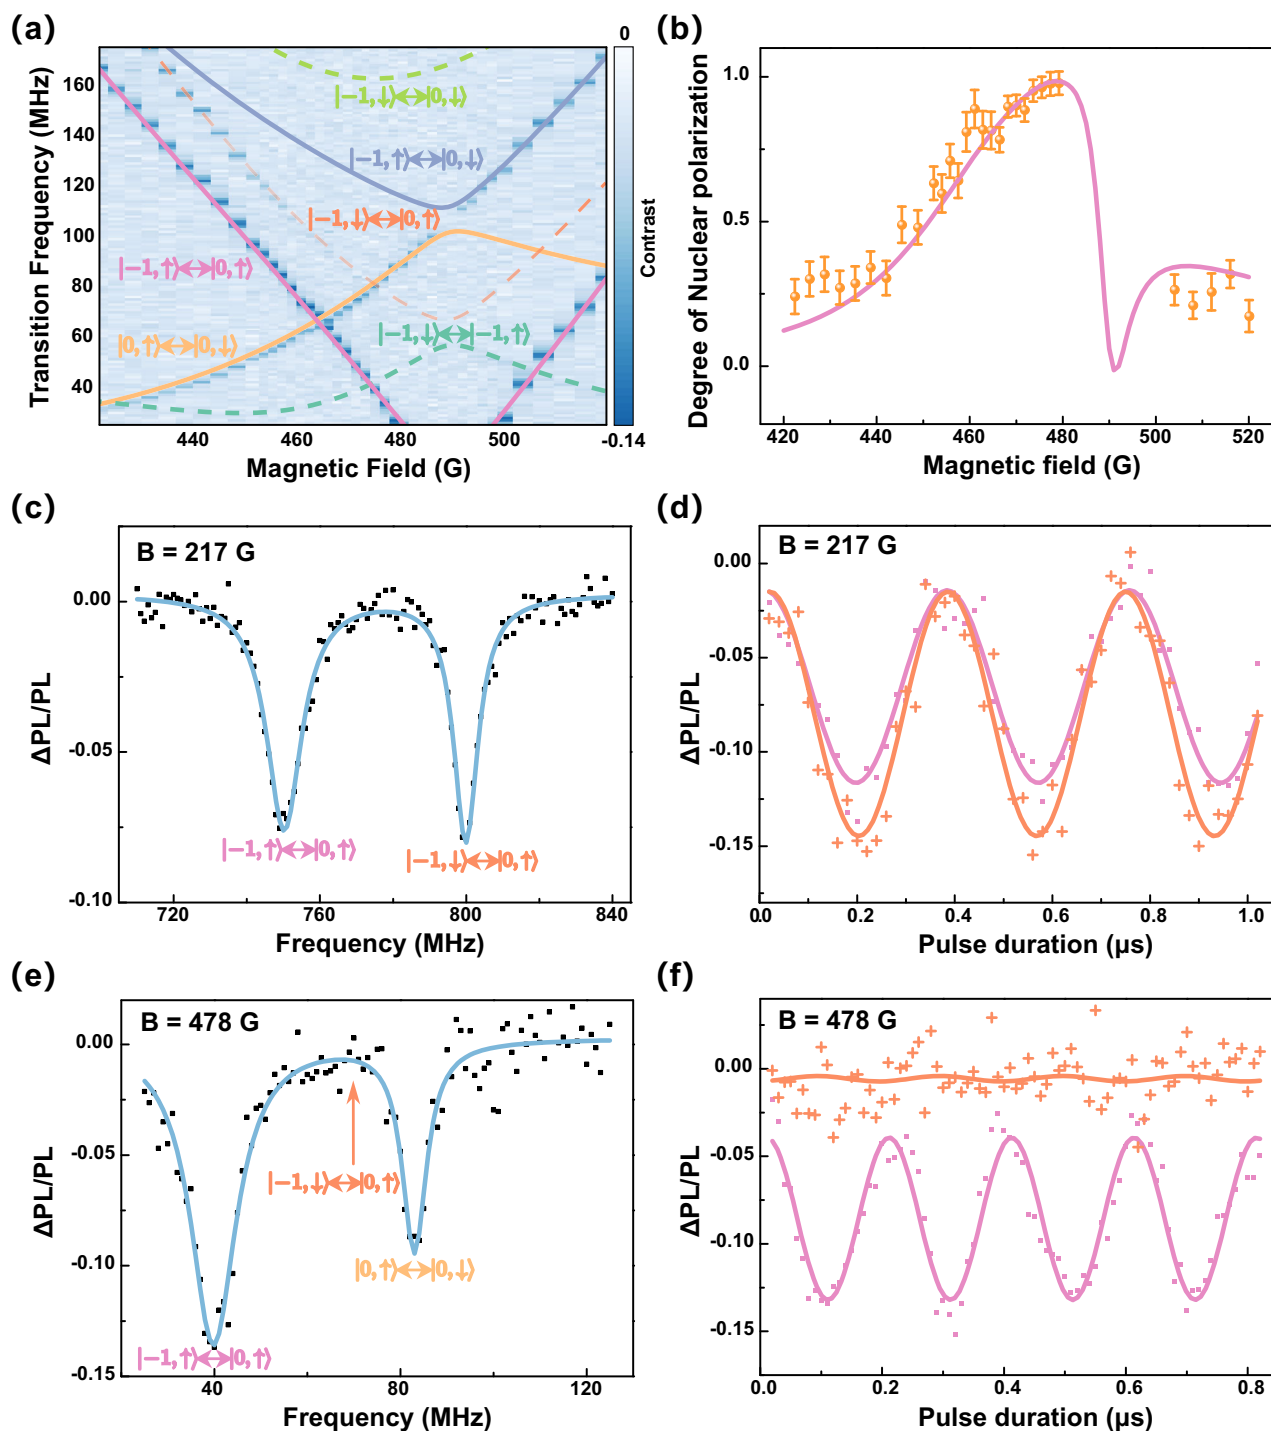 (a)
0
Transition Frequency (MHz)
160
140
120
100
80
60
40
|−1,↓⟩↔|0,↓⟩
|−1,↑⟩↔|0,↓⟩
|−1,↓⟩↔|0,↑⟩
|−1,↑⟩↔|0,↑⟩
|−1,↓⟩↔|−1,↑⟩
|0,↑⟩↔|0,↓⟩
Contrast
-0.14
440
460
480
500
Magnetic Field (G)
(b)
Degree of Nuclear polarization
1.0
0.5
0.0
420
440
460
480
500
520
Magnetic field (G)
(c)
B = 217 G
ΔPL/PL
0.00
-0.05
-0.10
|−1,↑⟩↔|0,↑⟩
|−1,↓⟩↔|0,↑⟩
720
760
800
840
Frequency (MHz)
(d)
B = 217 G
ΔPL/PL
0.00
-0.05
-0.10
-0.15
0.0
0.2
0.4
0.6
0.8
1.0
Pulse duration (μs)
(e)
B = 478 G
ΔPL/PL
0.00
-0.05
-0.10
-0.15
|−1,↓⟩↔|0,↑⟩
|0,↑⟩↔|0,↓⟩
|−1,↑⟩↔|0,↑⟩
40
80
120
Frequency (MHz)
(f)
B = 478 G
ΔPL/PL
0.00
-0.05
-0.10
-0.15
0.0
0.2
0.4
0.6
0.8
Pulse duration (μs)